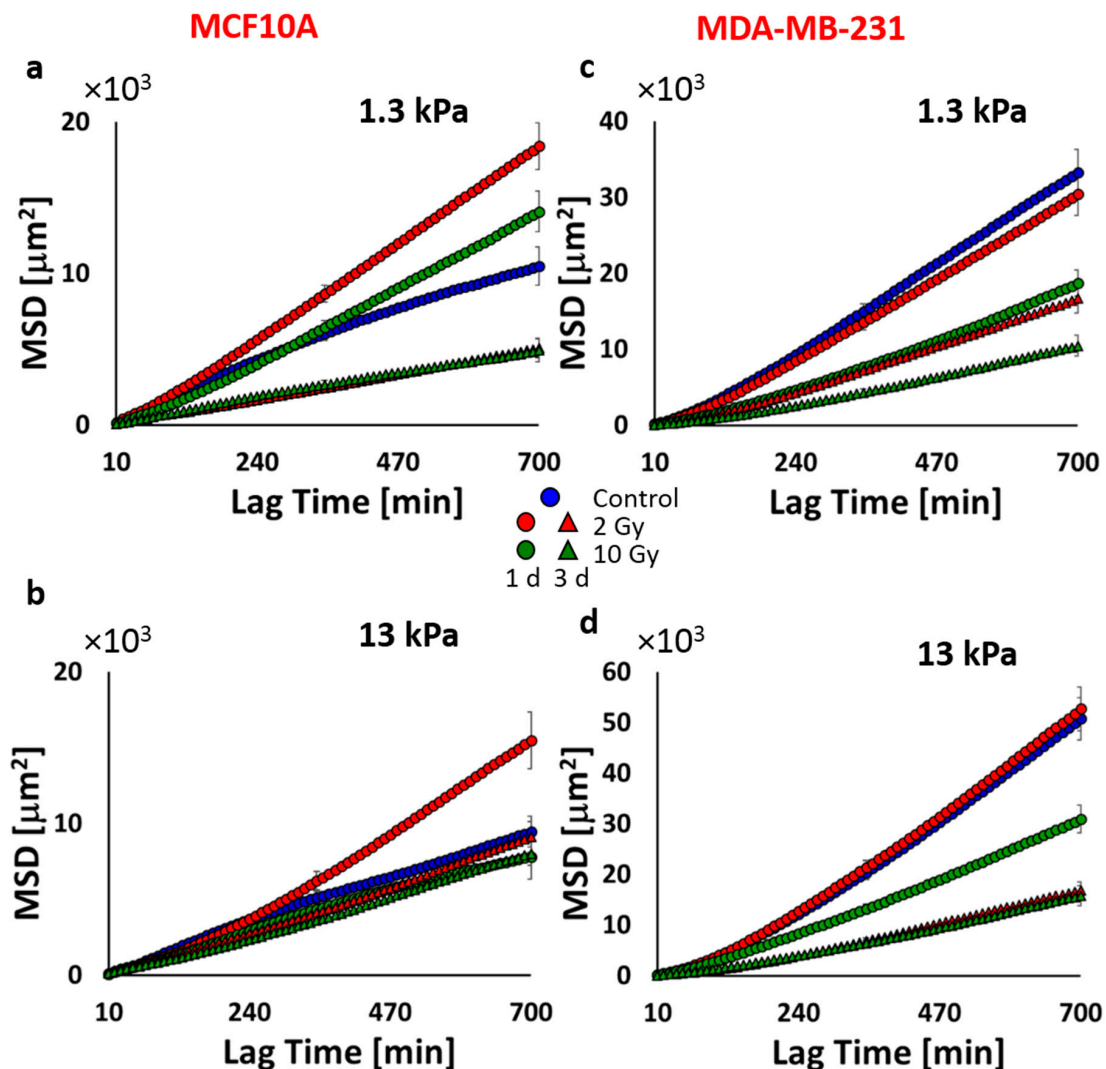 MCF10A
MDA-MB-231
a
×10³
1.3 kPa
20
10
0
MSD [μm²]
10 240 470 700
Lag Time [min]
c
×10³
1.3 kPa
40
30
20
10
0
MSD [μm²]
10 240 470 700
Lag Time [min]
Control
2 Gy
10 Gy
1 d 3 d
b
×10³
13 kPa
20
10
0
MSD [μm²]
10 240 470 700
Lag Time [min]
d
×10³
13 kPa
60
50
40
30
20
10
0
MSD [μm²]
10 240 470 700
Lag Time [min]